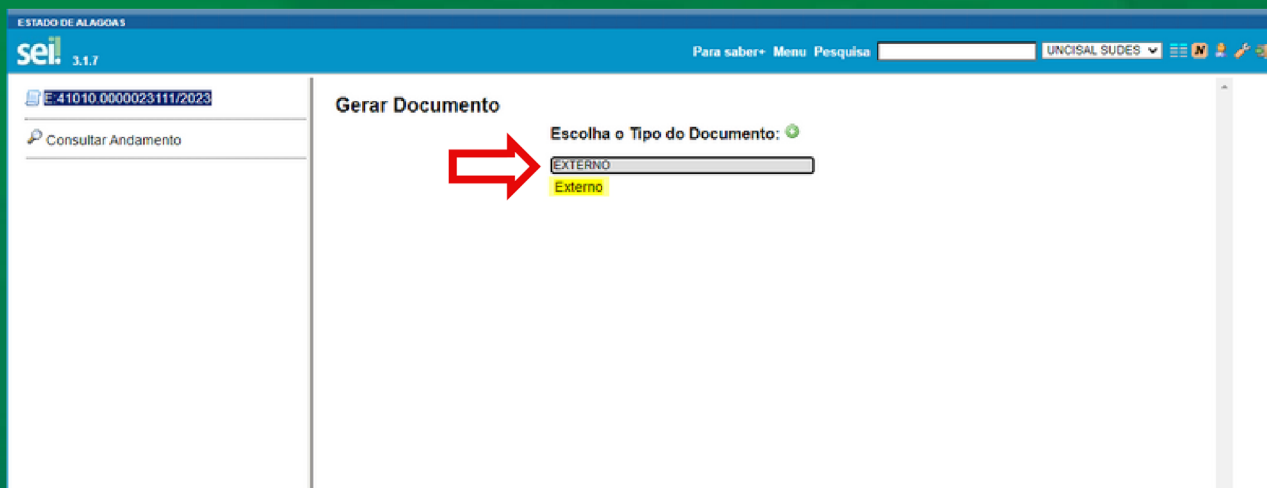 ESTADO DE ALAGOAS
sei! 3.1.7
Para saber+ Menu Pesquisa
UNCISAL SUDES
N
E:41010.0000023111/2023
Consultar Andamento
Gerar Documento
Escolha o Tipo do Documento:
EXTERNO
Externo